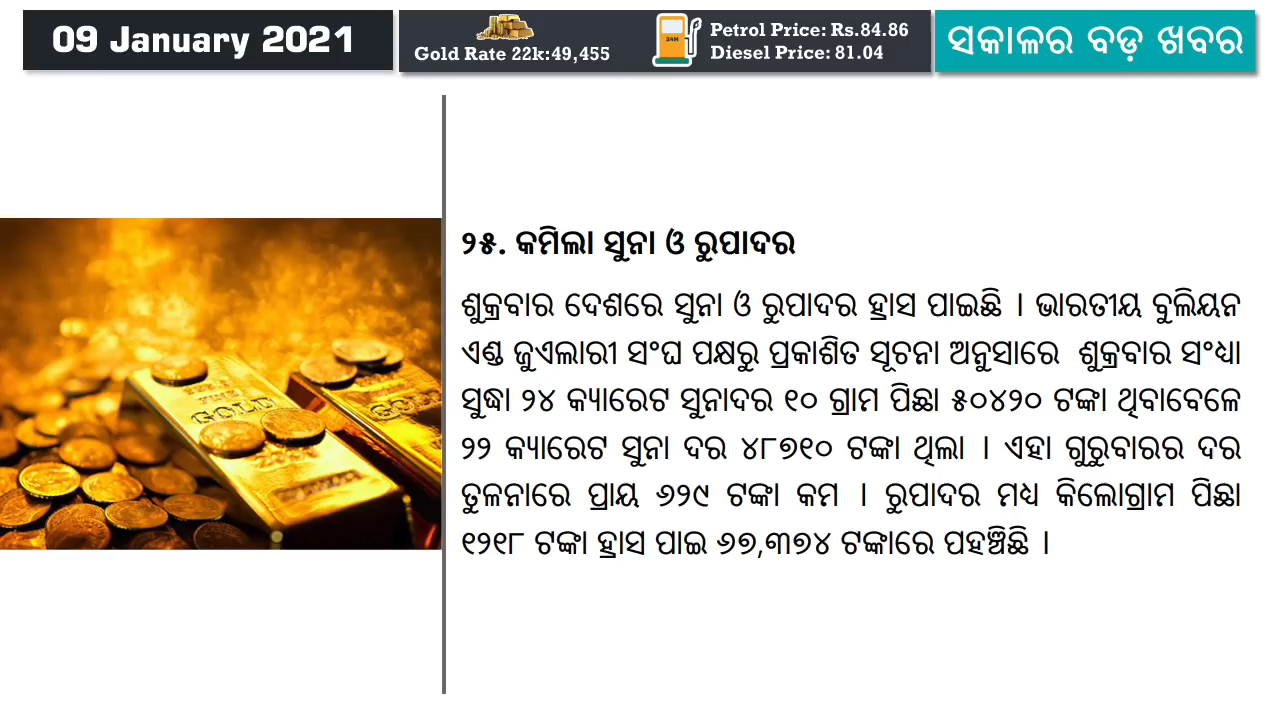 09 January 2021
Gold Rate 22k:49,455
24H
Petrol Price: Rs.84.86
Diesel Price: 81.04
ସକାଳର ବଡ଼ ଖବର
୨୫. କମିଲା ସୁନା ଓ ରୁପାଦର
ଶୁକ୍ରବାର ଦେଶରେ ସୁନା ଓ ରୁପାଦର ହ୍ରାସ ପାଇଛି । ଭାରତୀୟ ବୁଲିୟନ
ଏଣ୍ଡ ଜୁଏଲାରୀ ସଂଘ ପକ୍ଷରୁ ପ୍ରକାଶିତ ସୂଚନା ଅନୁସାରେ ଶୁକ୍ରବାର ସଂଧ୍ୟା
ସୁଦ୍ଧା ୨୪ କ୍ୟାରେଟ ସୁନାଦର ୧୦ ଗ୍ରାମ ପିଛା ୫୦୪୨୦ ଟଙ୍କା ଥିବାବେଳେ
୨୨ କ୍ୟାରେଟ ସୁନା ଦର ୪୮୭୧୦ ଟଙ୍କା ଥିଲା । ଏହା ଗୁରୁବାରର ଦର
ତୁଳନାରେ ପ୍ରାୟ ୬୨୯ ଟଙ୍କା କମ । ରୁପାଦର ମଧ୍ୟ କିଲୋଗ୍ରାମ ପିଛା
୧୨୧୮ ଟଙ୍କା ହ୍ରାସ ପାଇ ୬୭,୩୭୪ ଟଙ୍କାରେ ପହଞ୍ଚିଛି ।
GOLD